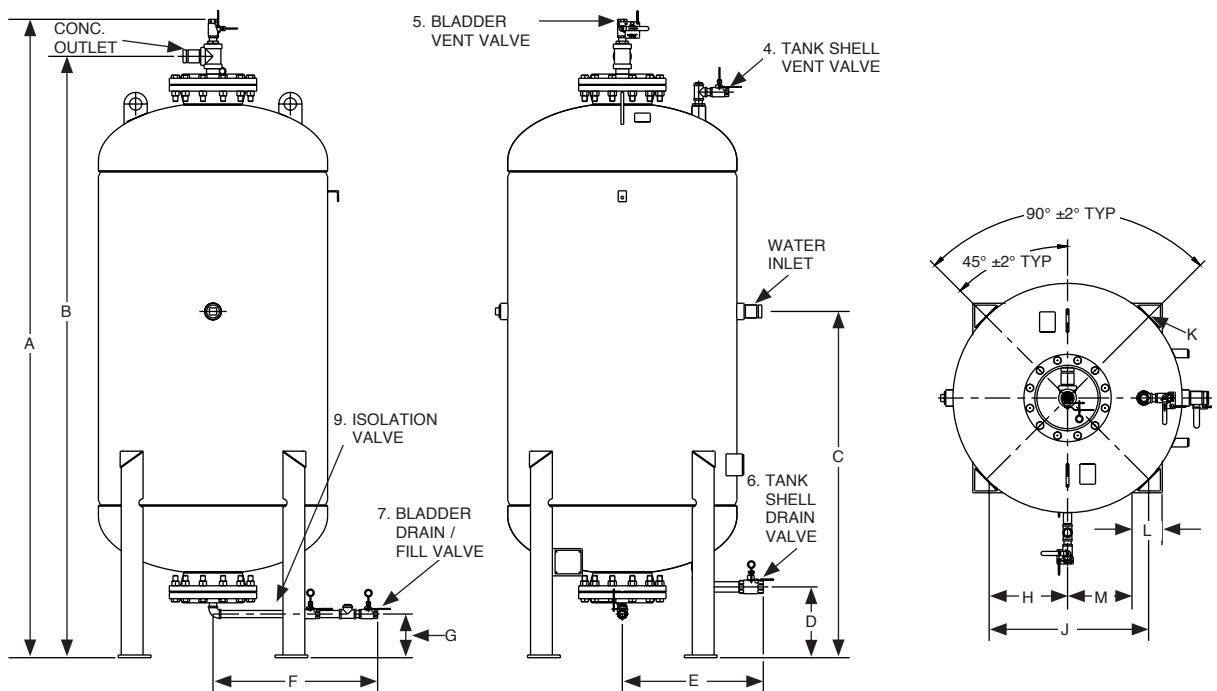 CONC.
OUTLET
A
B
9. ISOLATION
VALVE
7. BLADDER
DRAIN /
FILL VALVE
G
F
5. BLADDER
VENT VALVE
4. TANK SHELL
VENT VALVE
WATER
INLET
C
6. TANK
SHELL
DRAIN
VALVE
D
E
90° ±2° TYP
45° ±2° TYP
K
L
H
M
J